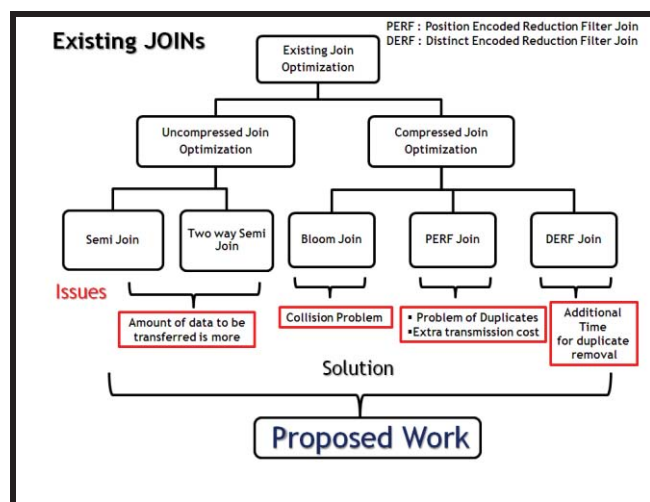 Existing JOINs
PERF : Position Encoded Reduction Filter Join
DERF : Distinct Encoded Reduction Filter Join
Existing Join
Optimization
Uncompressed Join
Optimization
Compressed Join
Optimization
Semi Join
Two way Semi
Join
Bloom Join
PERF Join
DERF Join
Issues
Amount of data to be
transferred is more
Collision Problem
▪ Problem of Duplicates
▪Extra transmission cost
Additional
Time
for duplicate
removal
Solution
Proposed Work